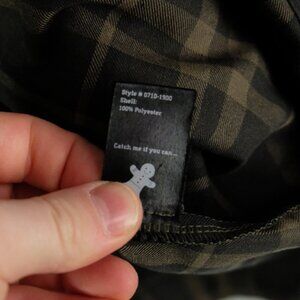 Style # 0710-1900
Shell:
100% Polyester
Catch me if you can...